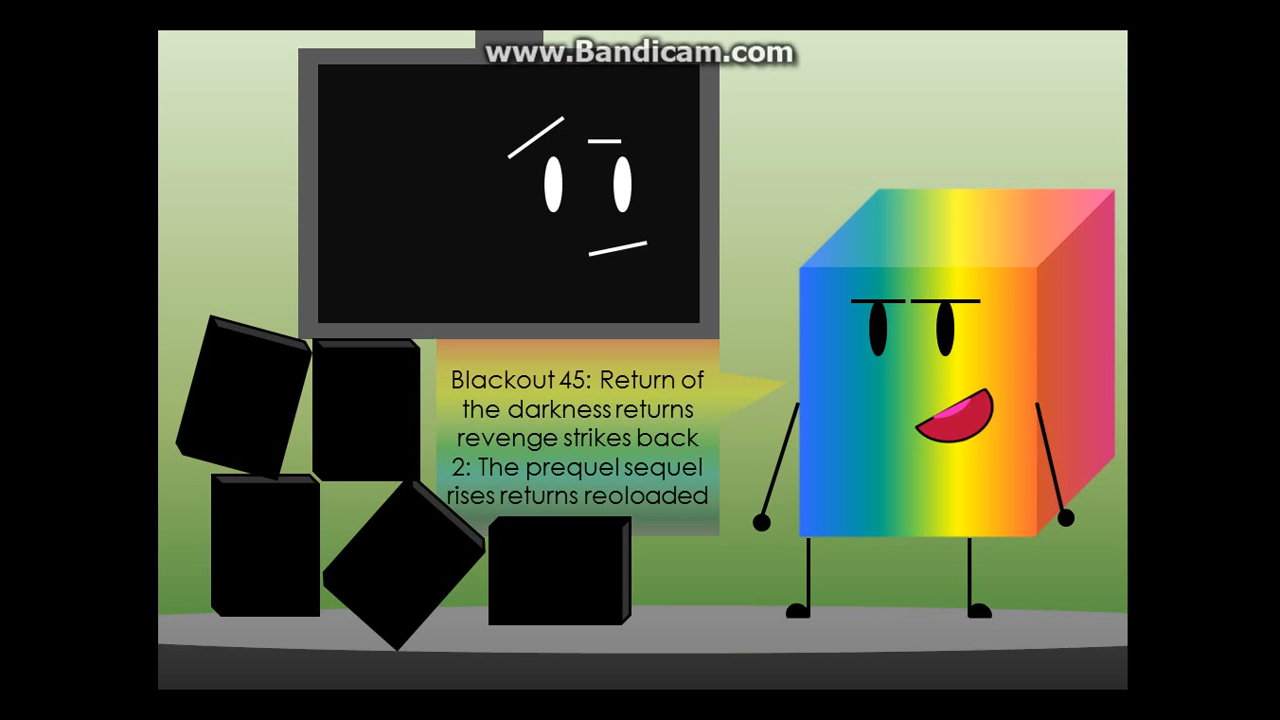 www.Bandicam.com
Blackout 45: Return of
the darkness returns
revenge strikes back
2: The prequel sequel
rises returns reoloaded